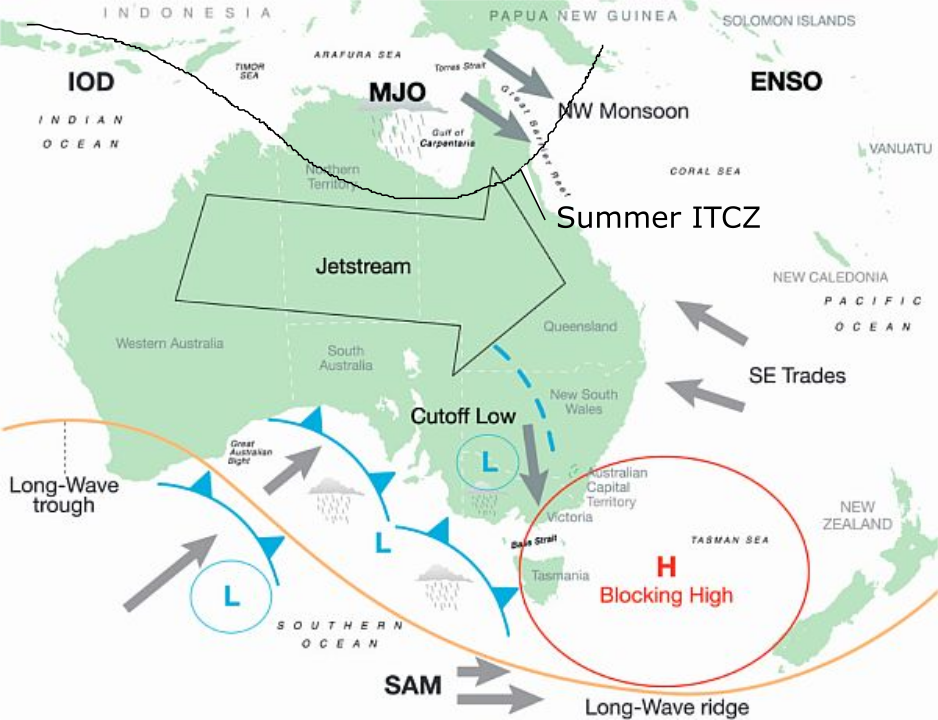 INDONESIA
PAPUA NEW GUINEA
SOLOMON ISLANDS
ARAFURA SEA
TIMOR
SEA
Torres Strait
IOD
MJO
ENSO
Great Barrier Reef
NW Monsoon
INDIAN
OCEAN
Gulf of
Carpentaria
VANUATU
CORAL SEA
Northern
Territory
Summer ITCZ
Jetstream
NEW CALEDONIA
PACIFIC
OCEAN
Queensland
Western Australia
South
Australia
SE Trades
New South
Wales
Cutoff Low
L
Great
Australian
Bight
Long-Wave
trough
Australian
Capital
Territory
Victoria
NEW
ZEALAND
L
Bass Strait
TASMAN SEA
H
Blocking High
Tasmania
L
SOUTHERN
OCEAN
SAM
Long-Wave ridge